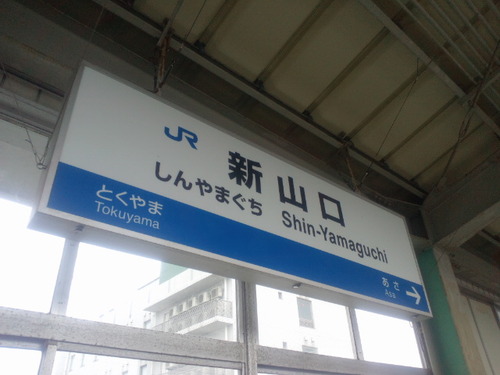 JR 新山口
しんやまぐち Shin-Yamaguchi
とくやま
Tokuyama
あさ
Asa